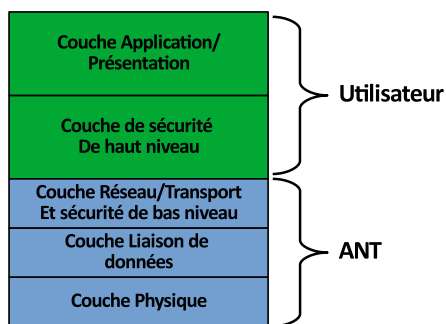 Couche Application/
Présentation
Utilisateur
Couche de sécurité
De haut niveau
Couche Réseau/Transport
Et sécurité de bas niveau
Couche Liaison de
données
ANT
Couche Physique